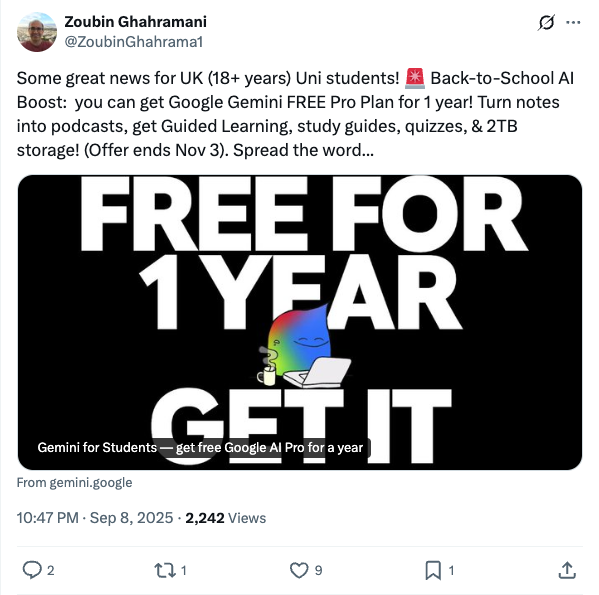 Zoubin Ghahramani
@ZoubinGhahrama1
Some great news for UK (18+ years) Uni students! 🚨 Back-to-School AI
Boost: you can get Google Gemini FREE Pro Plan for 1 year! Turn notes
into podcasts, get Guided Learning, study guides, quizzes, & 2TB
storage! (Offer ends Nov 3). Spread the word...
FREE FOR
1 YEAR
GET IT
Gemini for Students — get free Google AI Pro for a year
From gemini.google
10:47 PM · Sep 8, 2025 · 2,242 Views
2 1 9 1